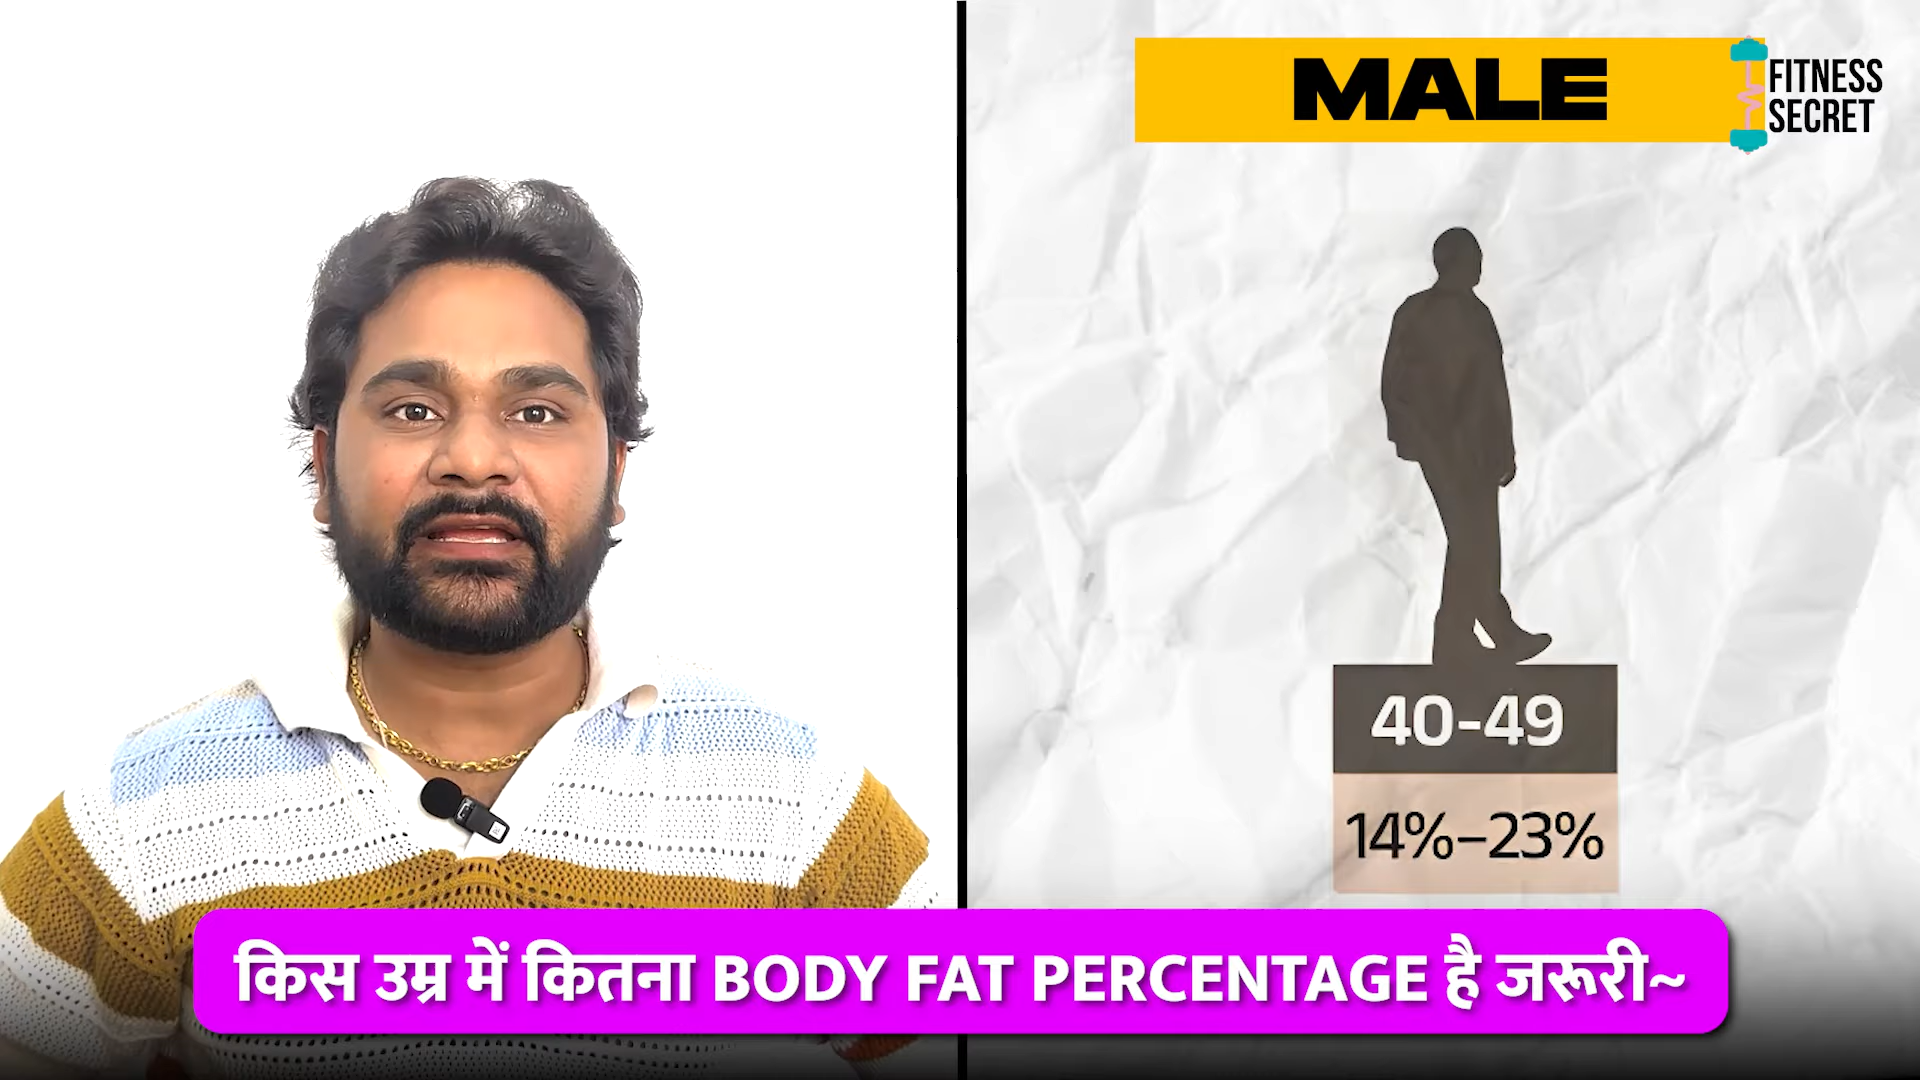 MALE
FITNESS
SECRET
40-49
14%–23%
किस उम्र में कितना BODY FAT PERCENTAGE है जरूरी~